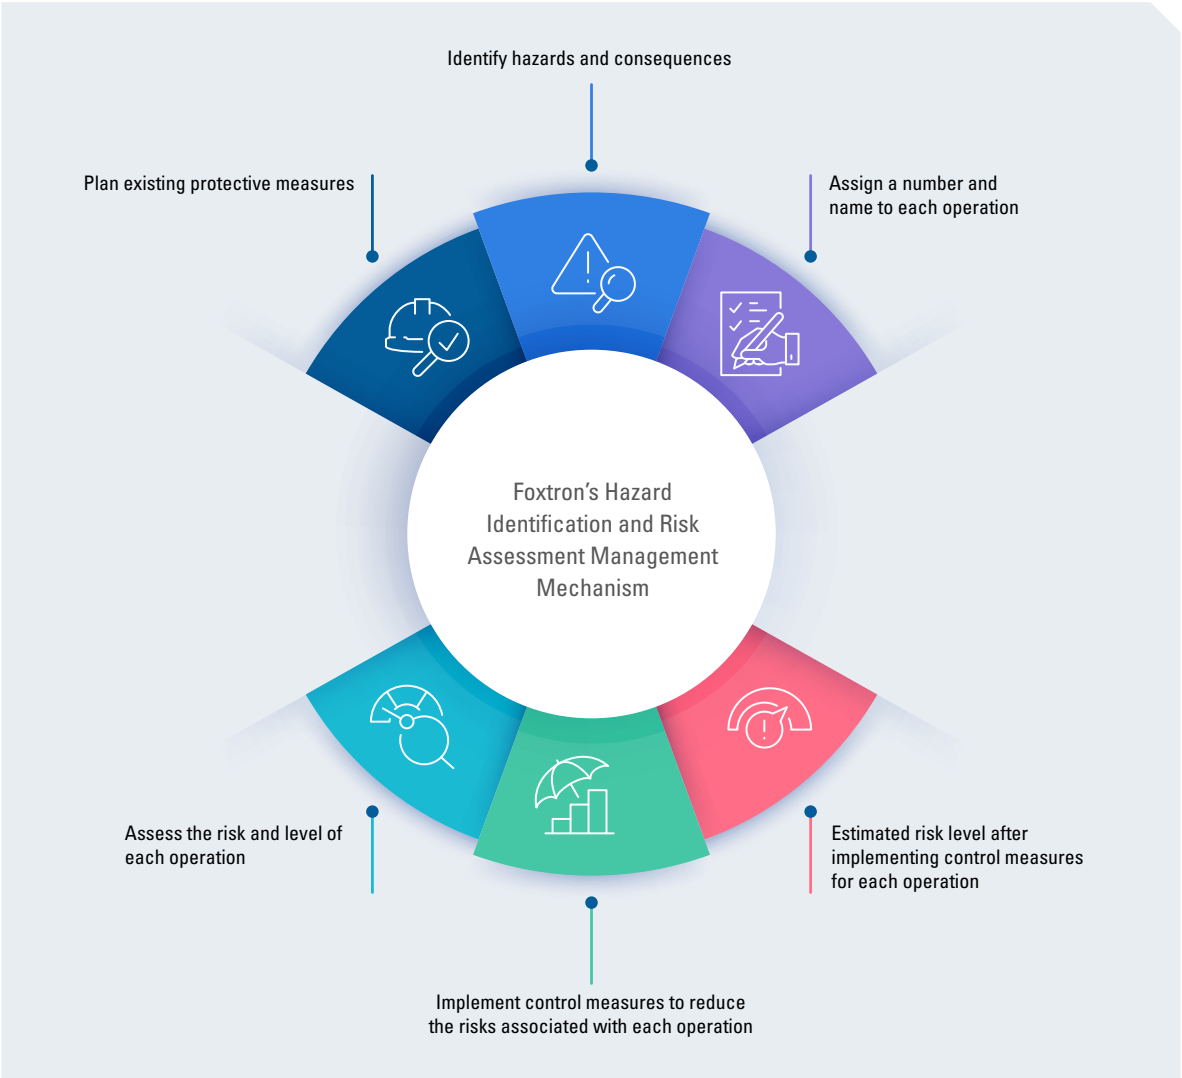 Identify hazards and consequences
Plan existing protective measures
Assign a number and
name to each operation
Foxtron’s Hazard
Identification and Risk
Assessment Management
Mechanism
Assess the risk and level of
each operation
Estimated risk level after
implementing control measures
for each operation
Implement control measures to reduce
the risks associated with each operation